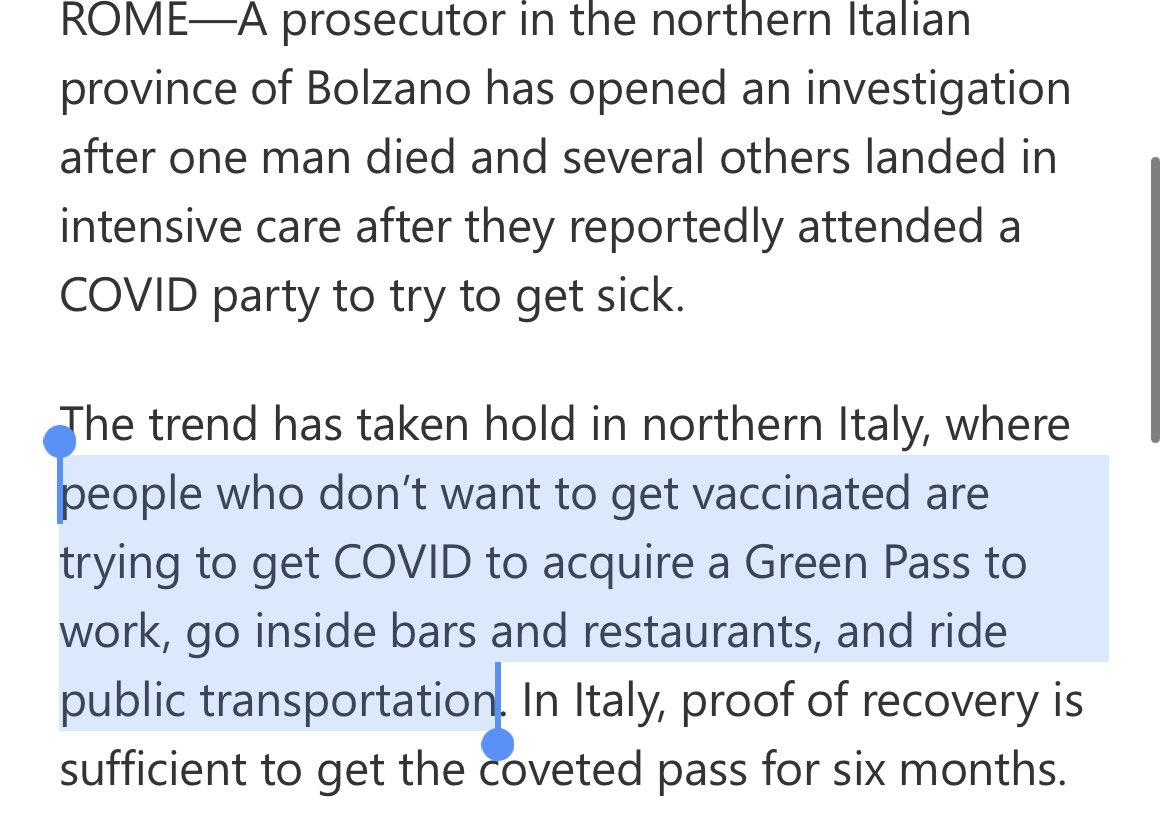 ROME—A prosecutor in the northern Italian
province of Bolzano has opened an investigation
after one man died and several others landed in
intensive care after they reportedly attended a
COVID party to try to get sick.
The trend has taken hold in northern Italy, where
people who don’t want to get vaccinated are
trying to get COVID to acquire a Green Pass to
work, go inside bars and restaurants, and ride
public transportation. In Italy, proof of recovery is
sufficient to get the coveted pass for six months.